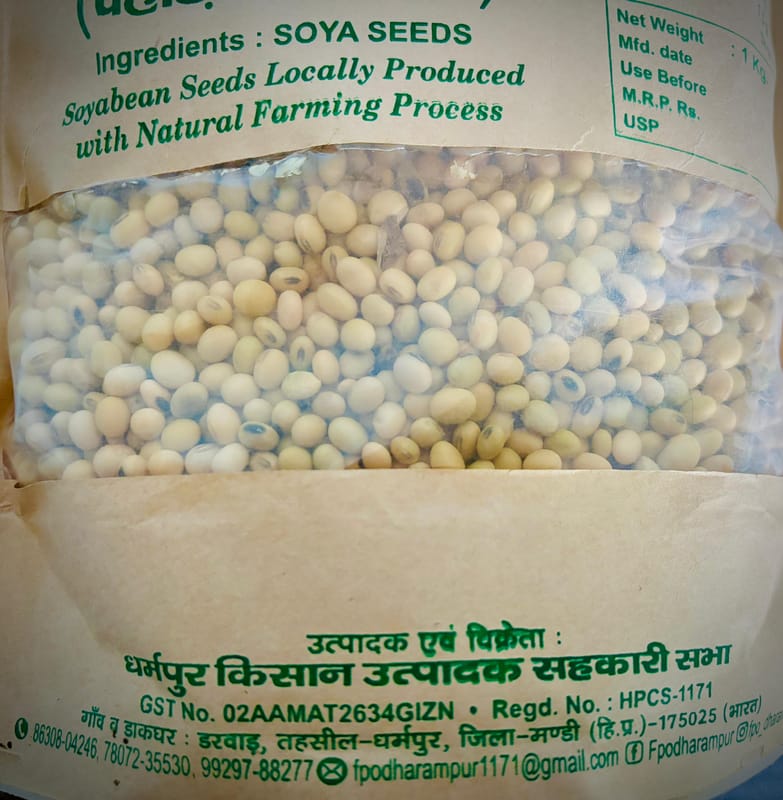 Ingredients : SOYA SEEDS
Soyabean Seeds Locally Produced
with Natural Farming Process
Net Weight : 1 Kg.
Mfd. date
Use Before
M.R.P. Rs.
USP
उत्पादक एवं विक्रेता :
धर्मपुर किसान उत्पादक सहकारी सभा
GST No. 02AAMAT2634GIZN • Regd. No. : HPCS-1171
गाँव व डाकघर : डरवाड़, तहसील-धर्मपुर, जिला-मण्डी (हि.प्र.)-175025 (भारत)
86308-04246, 78072-35530, 99297-88277 fpodharampur1171@gmail.com Fpodharampur